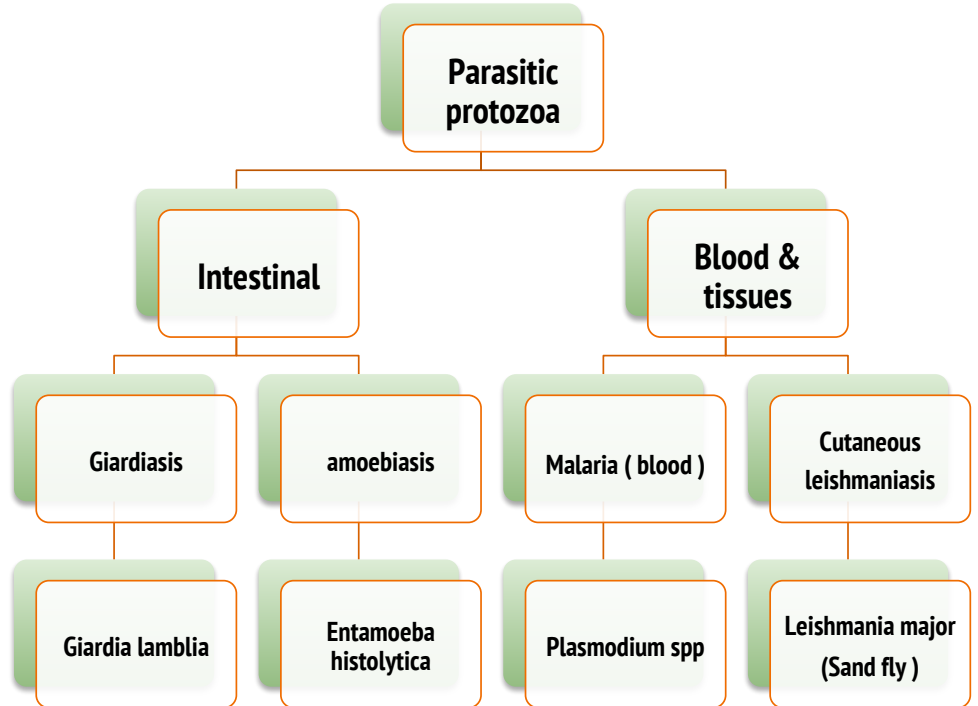 Parasitic
protozoa
Intestinal
Blood &
tissues
Giardiasis
amoebiasis
Malaria ( blood )
Cutaneous
leishmaniasis
Giardia lamblia
Entamoeba
histolytica
Plasmodium spp
Leishmania major
(Sand fly )